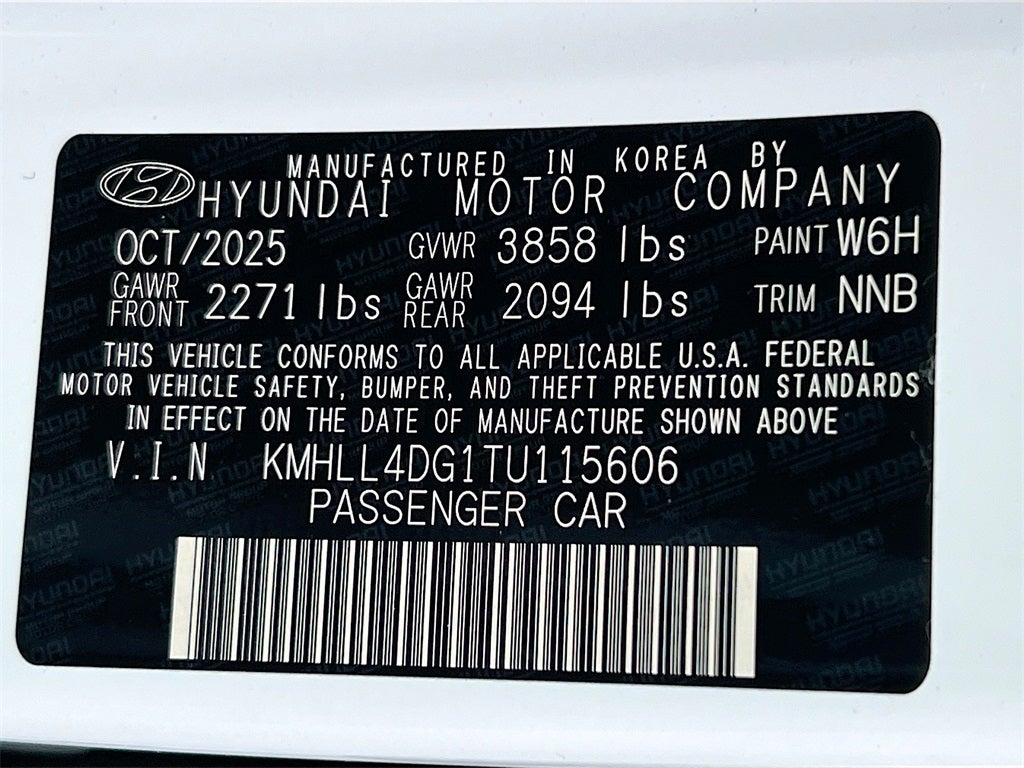 MANUFACTURED IN KOREA BY
HYUNDAI MOTOR COMPANY
OCT/2025 GVWR 3858 lbs PAINT W6H
GAWR FRONT 2271 lbs GAWR REAR 2094 lbs TRIM NNB
THIS VEHICLE CONFORMS TO ALL APPLICABLE U.S.A. FEDERAL
MOTOR VEHICLE SAFETY, BUMPER, AND THEFT PREVENTION STANDARDS
IN EFFECT ON THE DATE OF MANUFACTURE SHOWN ABOVE
V.I.N KMHLL4DG1TU115606
PASSENGER CAR